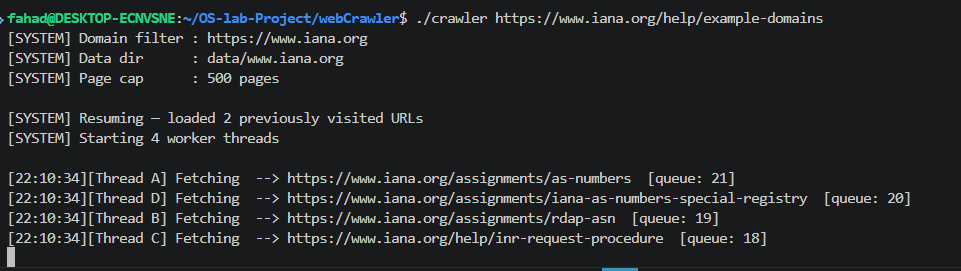 fahad@DESKTOP-ECNVSNE:~/OS-lab-Project/webCrawler$ ./crawler https://www.iana.org/help/example-domains
[SYSTEM] Domain filter : https://www.iana.org
[SYSTEM] Data dir      : data/www.iana.org
[SYSTEM] Page cap      : 500 pages
[SYSTEM] Resuming — loaded 2 previously visited URLs
[SYSTEM] Starting 4 worker threads
[22:10:34][Thread A] Fetching  --> https://www.iana.org/assignments/as-numbers  [queue: 21]
[22:10:34][Thread D] Fetching  --> https://www.iana.org/assignments/iana-as-numbers-special-registry  [queue: 20]
[22:10:34][Thread B] Fetching  --> https://www.iana.org/assignments/rdap-asn  [queue: 19]
[22:10:34][Thread C] Fetching  --> https://www.iana.org/help/inr-request-procedure  [queue: 18]